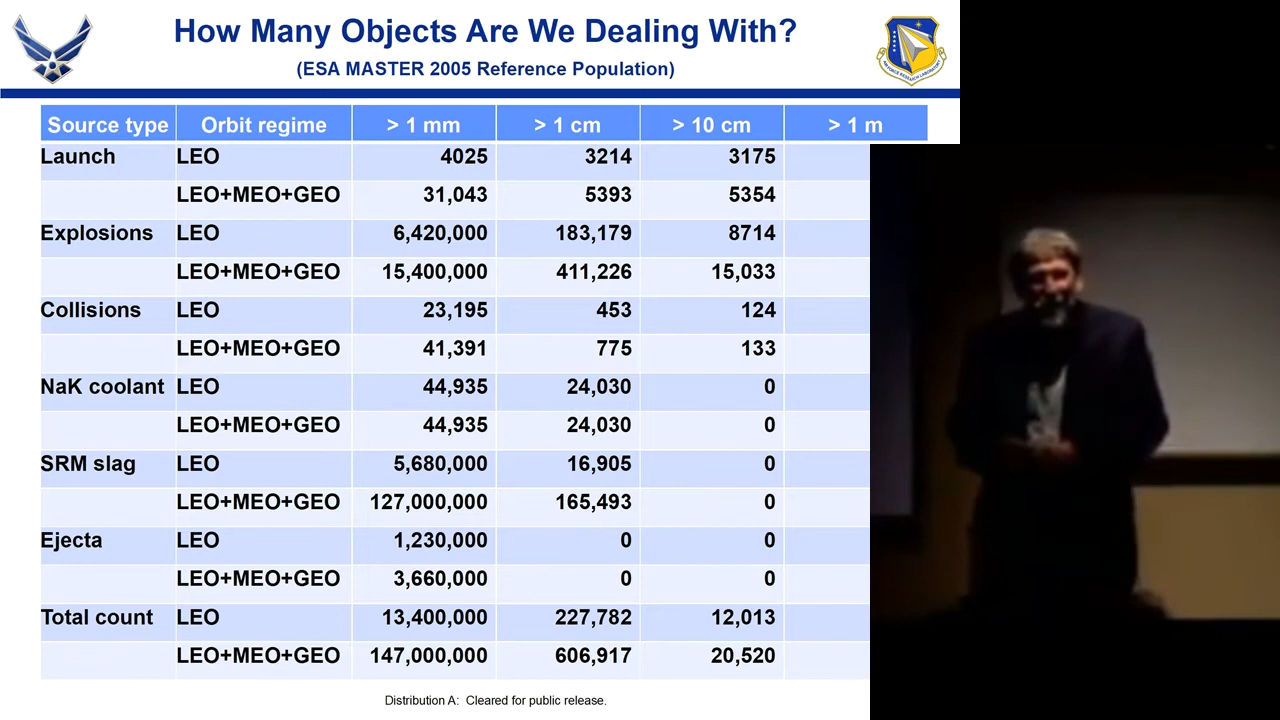 How Many Objects Are We Dealing With?
(ESA MASTER 2005 Reference Population)
Source type Orbit regime > 1 mm > 1 cm > 10 cm > 1 m
Launch LEO 4025 3214 3175
LEO+MEO+GEO 31,043 5393 5354
Explosions LEO 6,420,000 183,179 8714
LEO+MEO+GEO 15,400,000 411,226 15,033
Collisions LEO 23,195 453 124
LEO+MEO+GEO 41,391 775 133
NaK coolant LEO 44,935 24,030 0
LEO+MEO+GEO 44,935 24,030 0
SRM slag LEO 5,680,000 16,905 0
LEO+MEO+GEO 127,000,000 165,493 0
Ejecta LEO 1,230,000 0 0
LEO+MEO+GEO 3,660,000 0 0
Total count LEO 13,400,000 227,782 12,013
LEO+MEO+GEO 147,000,000 606,917 20,520
Distribution A: Cleared for public release.